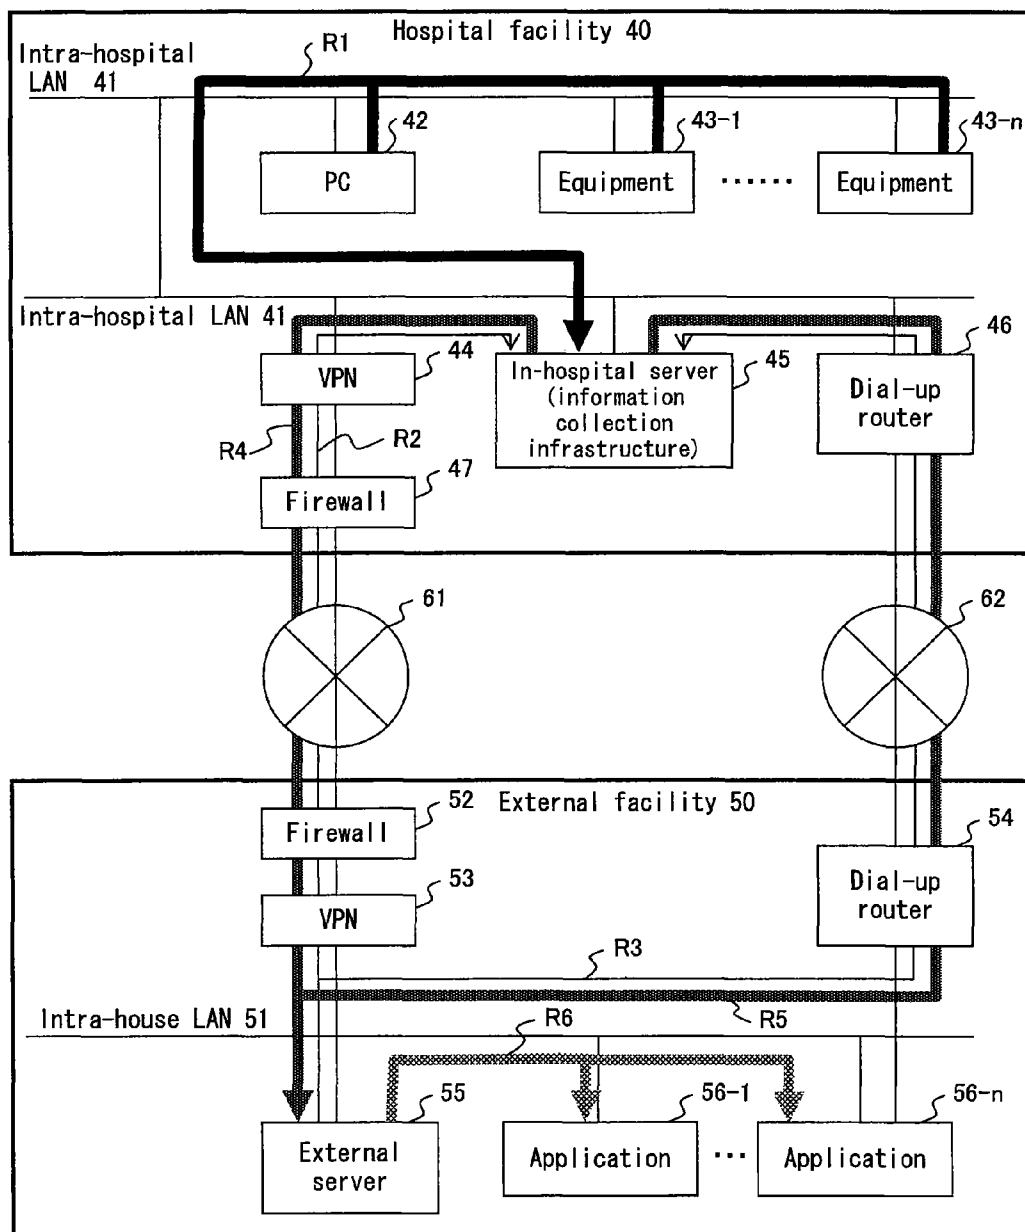 Hospital facility 40
R1
Intra-hospital
LAN 41
42
43-1
43-n
PC
Equipment
······
Equipment
Intra-hospital LAN 41
44
45
46
VPN
In-hospital server
(information
collection
infrastructure)
Dial-up
router
R4
R2
47
Firewall
61
62
External facility 50
52
Firewall
54
53
VPN
Dial-up
router
R3
R5
Intra-house LAN 51
R6
55
56-1
56-n
External
server
Application
···
Application